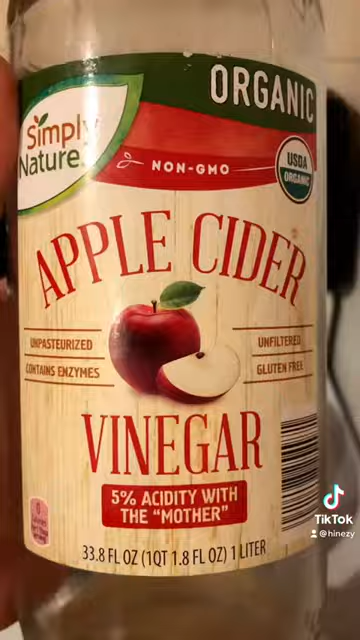 ORGANIC
Simply
Nature
NON-GMO
USDA
ORGANIC
APPLE CIDER
UNPASTEURIZED
CONTAINS ENZYMES
UNFILTERED
GLUTEN FREE
VINEGAR
5% ACIDITY WITH
THE "MOTHER"
33.8 FL OZ (1QT 1.8 FL OZ) 1 LITER
TikTok
@hinezy